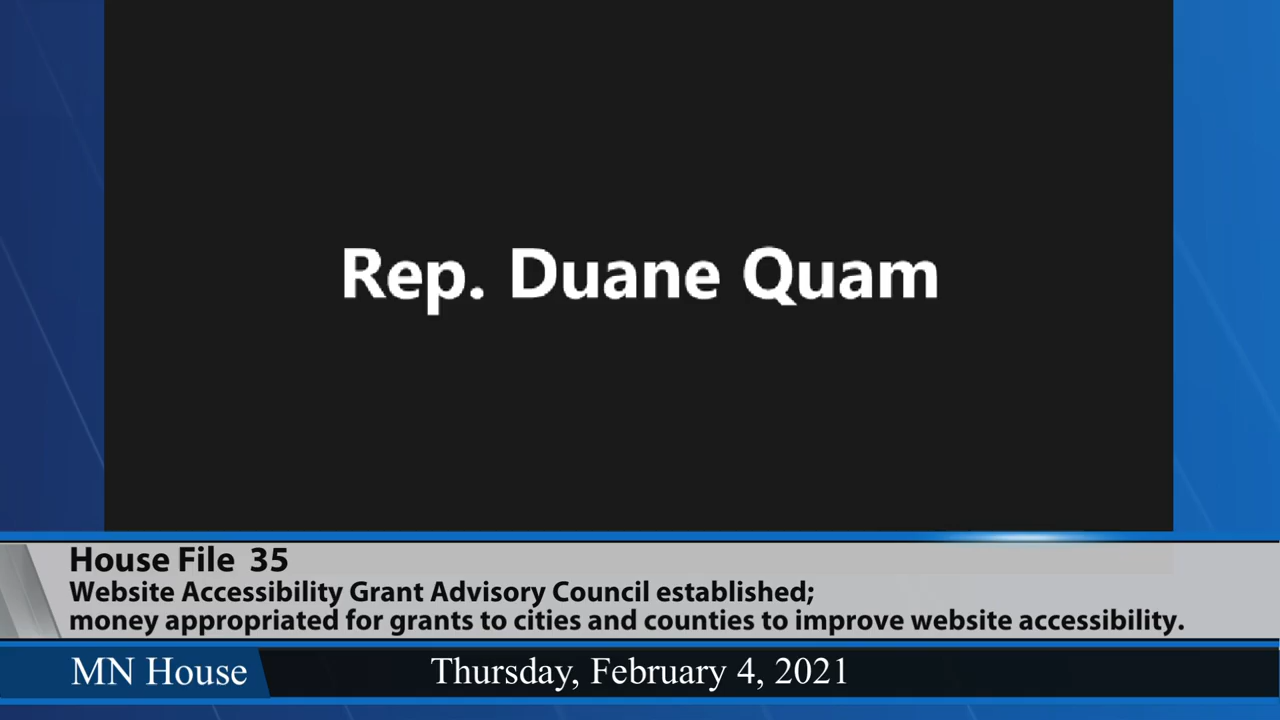 Rep. Duane Quam
House File 35
Website Accessibility Grant Advisory Council established;
money appropriated for grants to cities and counties to improve website accessibility.
MN House
Thursday, February 4, 2021